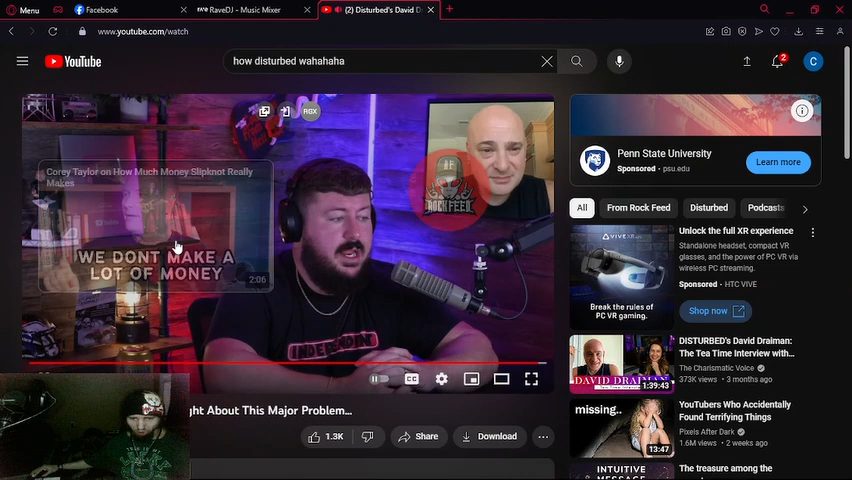 Menu
Facebook
RaveDJ - Music Mixer
(2) Disturbed's David D
www.youtube.com/watch
YouTube
how disturbed wahahaha
2
C
Corey Taylor on How Much Money Slipknot Really
Makes
WE DONT MAKE A
LOT OF MONEY
2:06
RF
ROCK FEED
CC
ght About This Major Problem...
1.3K
Share
Download
Penn State University
Sponsored · psu.edu
Learn more
All
From Rock Feed
Disturbed
Podcasts
Break the rules
of PC VR
gaming.
Unlock the full XR experience
Standalone headset, compact VR
glasses, and the power of PC VR via
wireless PC streaming.
Sponsored · HTC VIVE
Shop now
DAVID DRAIMAN
1:39:43
DISTURBED's David Draiman:
The Tea Time Interview with...
The Charismatic Voice
373K views · 3 months ago
missing..
13:47
YouTubers Who Accidentally
Found Terrifying Things
Pixels After Dark
1.6M views · 2 weeks ago
INTUITIVE MESSAGE
The treasure among the